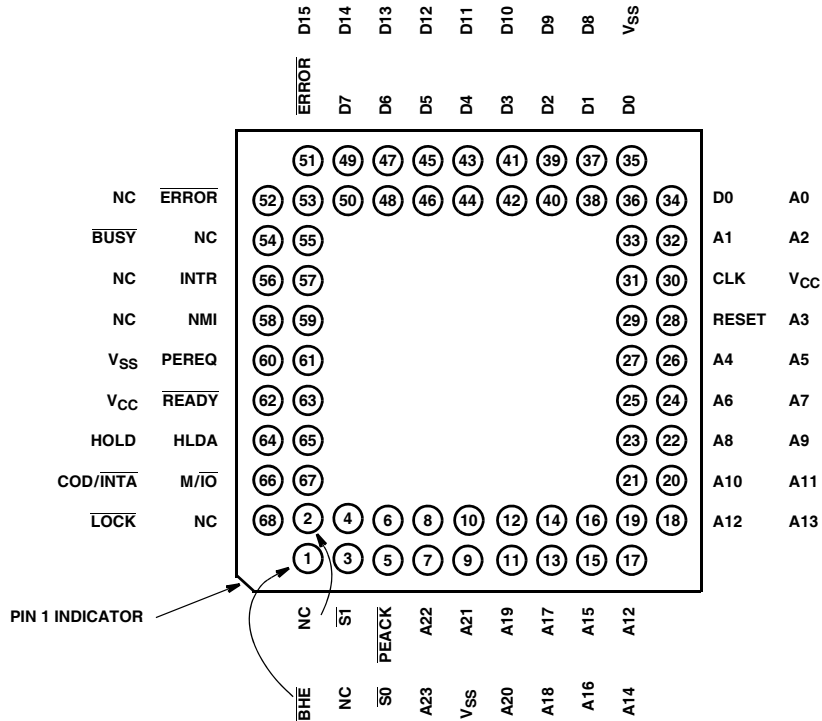 D15 D14 D13 D12 D11 D10 D9 D8 VSS
ERROR D7 D6 D5 D4 D3 D2 D1 D0
51 49 47 45 43 41 39 37 35
NC ERROR 52 53 50 48 46 44 42 40 38 36 34 D0 A0
BUSY NC 54 55 33 32 A1 A2
NC INTR 56 57 31 30 CLK VCC
NC NMI 58 59 29 28 RESET A3
VSS PEREQ 60 61 27 26 A4 A5
VCC READY 62 63 25 24 A6 A7
HOLD HLDA 64 65 23 22 A8 A9
COD/INTA M/IO 66 67 21 20 A10 A11
LOCK NC 68 2 4 6 8 10 12 14 16 19 18 A12 A13
1 3 5 7 9 11 13 15 17
PIN 1 INDICATOR
NC S1 PEACK A22 A21 A19 A17 A15 A12
BHE NC S0 A23 VSS A20 A18 A16 A14